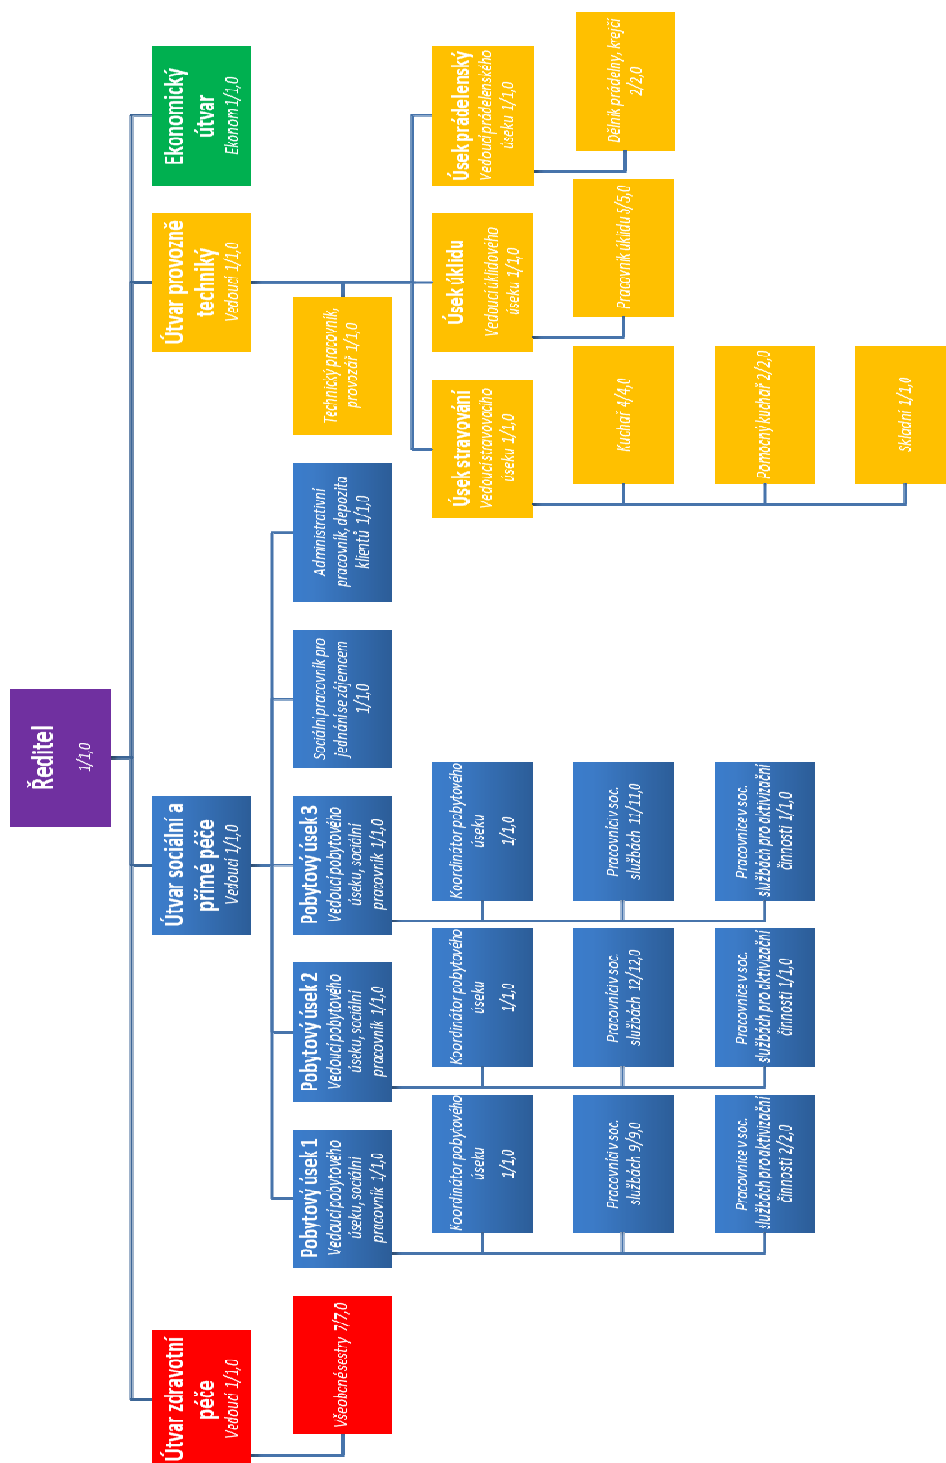 Ředitel
1/1,0
Útvar zdravotní
péče
Vedoucí 1/1,0
Všeobcné sestry 7/7,0
Útvar sociální a
přímé péče
Vedoucí 1/1,0
Pobytový úsek 1
Vedoucí pobytového
úseku, sociální
pracovník 1/1,0
Koordinátor pobytového
úseku
1/1,0
Pracovníci v soc.
službách 9/9,0
Pracovnice v soc.
službách pro aktivizační
činnosti 2/2,0
Pobytový úsek 2
Vedoucí pobytového
úseku, sociální
pracovník 1/1,0
Koordinátor pobytového
úseku
1/1,0
Pracovníci v soc.
službách 12/12,0
Pracovnice v soc.
službách pro aktivizační
činnosti 1/1,0
Pobytový úsek 3
Vedoucí pobytového
úseku, sociální
pracovník 1/1,0
Koordinátor pobytového
úseku
1/1,0
Pracovníci v soc.
službách 11/11,0
Pracovnice v soc.
službách pro aktivizační
činnosti 1/1,0
Sociální pracovník pro
jednání se zájemcem
1/1,0
Administrativní
pracovník, depozita
klientů 1/1,0
Útvar provozně
techniky
Vedoucí 1/1,0
Technický pracovník,
provozář 1/1,0
Úsek stravování
Vedoucí stravovacího
úseku 1/1,0
Kuchař 4/4,0
Pomocný kuchař 2/2,0
Skladní 1/1,0
Úsek úklidu
Vedoucí úklidového
úseku 1/1,0
Pracovník úklidu 5/5,0
Úsek prádelenský
Vedoucí prádelenského
úseku 1/1,0
Dělník prádelny, krejčí
2/2,0
Ekonomický
útvar
Ekonom 1/1,0